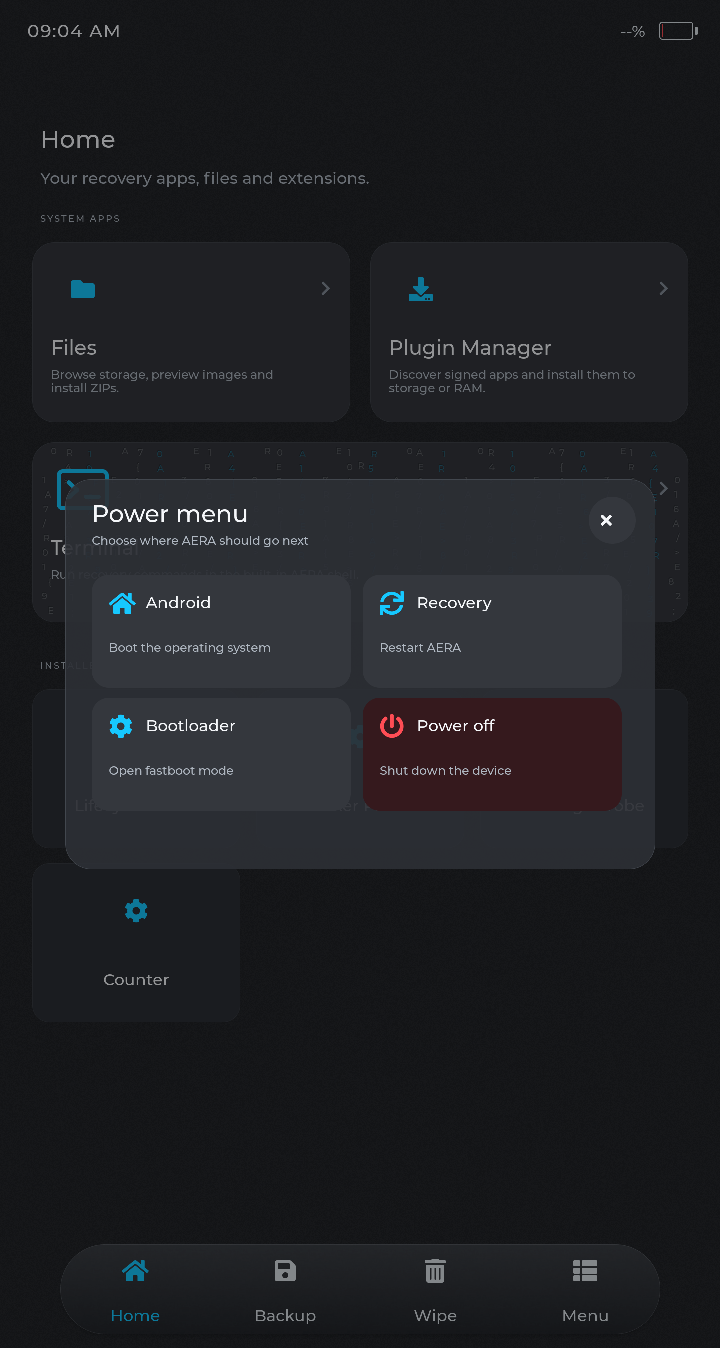 09:04 AM
--%
Home
Your recovery apps, files and extensions.
SYSTEM APPS
Files
Browse storage, preview images and
install ZIPs.
Plugin Manager
Discover signed apps and install them to
storage or RAM.
Terminal
Power menu
Choose where AERA should go next
Android
Boot the operating system
Recovery
Restart AERA
Bootloader
Open fastboot mode
Power off
Shut down the device
Counter
Home
Backup
Wipe
Menu